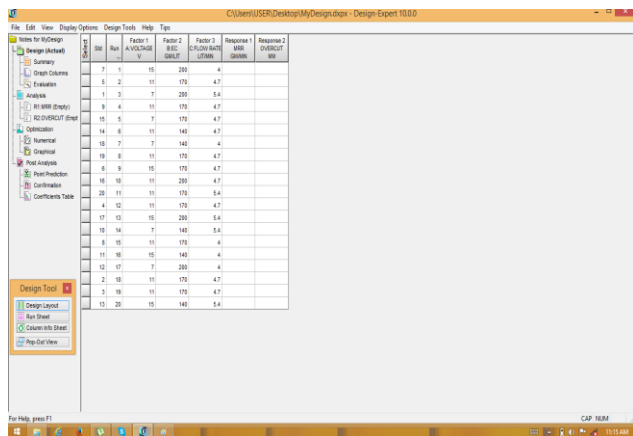 C:\Users\USER\Desktop\MyDesign.dxpx - Design-Expert 10.0.0
File Edit View Display Options Design Tools Help Tips
Notes for MyDesign
Design (Actual)
Summary
Graph Columns
Evaluation
Analysis
R1:MRR (Empty)
R2:OVERCUT (Empt
Optimization
Numerical
Graphical
Post Analysis
Point Prediction
Confirmation
Coefficients Table
Select Std Run Factor 1 A:VOLTAGE V Factor 2 B:EC GM/LIT Factor 3 C:FLOW RATE LIT/MIN Response 1 MRR GM/MIN Response 2 OVERCUT MM
7 1 15 200 4
5 2 11 170 4.7
1 3 7 200 5.4
9 4 11 170 4.7
15 5 7 170 4.7
14 6 11 140 4.7
18 7 7 140 4
19 8 11 170 4.7
6 9 15 170 4.7
16 10 11 200 4.7
20 11 11 170 5.4
4 12 11 170 4.7
17 13 15 200 5.4
10 14 7 140 5.4
8 15 11 170 4
11 16 15 140 4
12 17 7 200 4
2 18 11 170 4.7
3 19 11 170 4.7
13 20 15 140 5.4
Design Tool
Design Layout
Run Sheet
Column Info Sheet
Pop-Out View
For Help, press F1
CAP NUM
11:15 AM